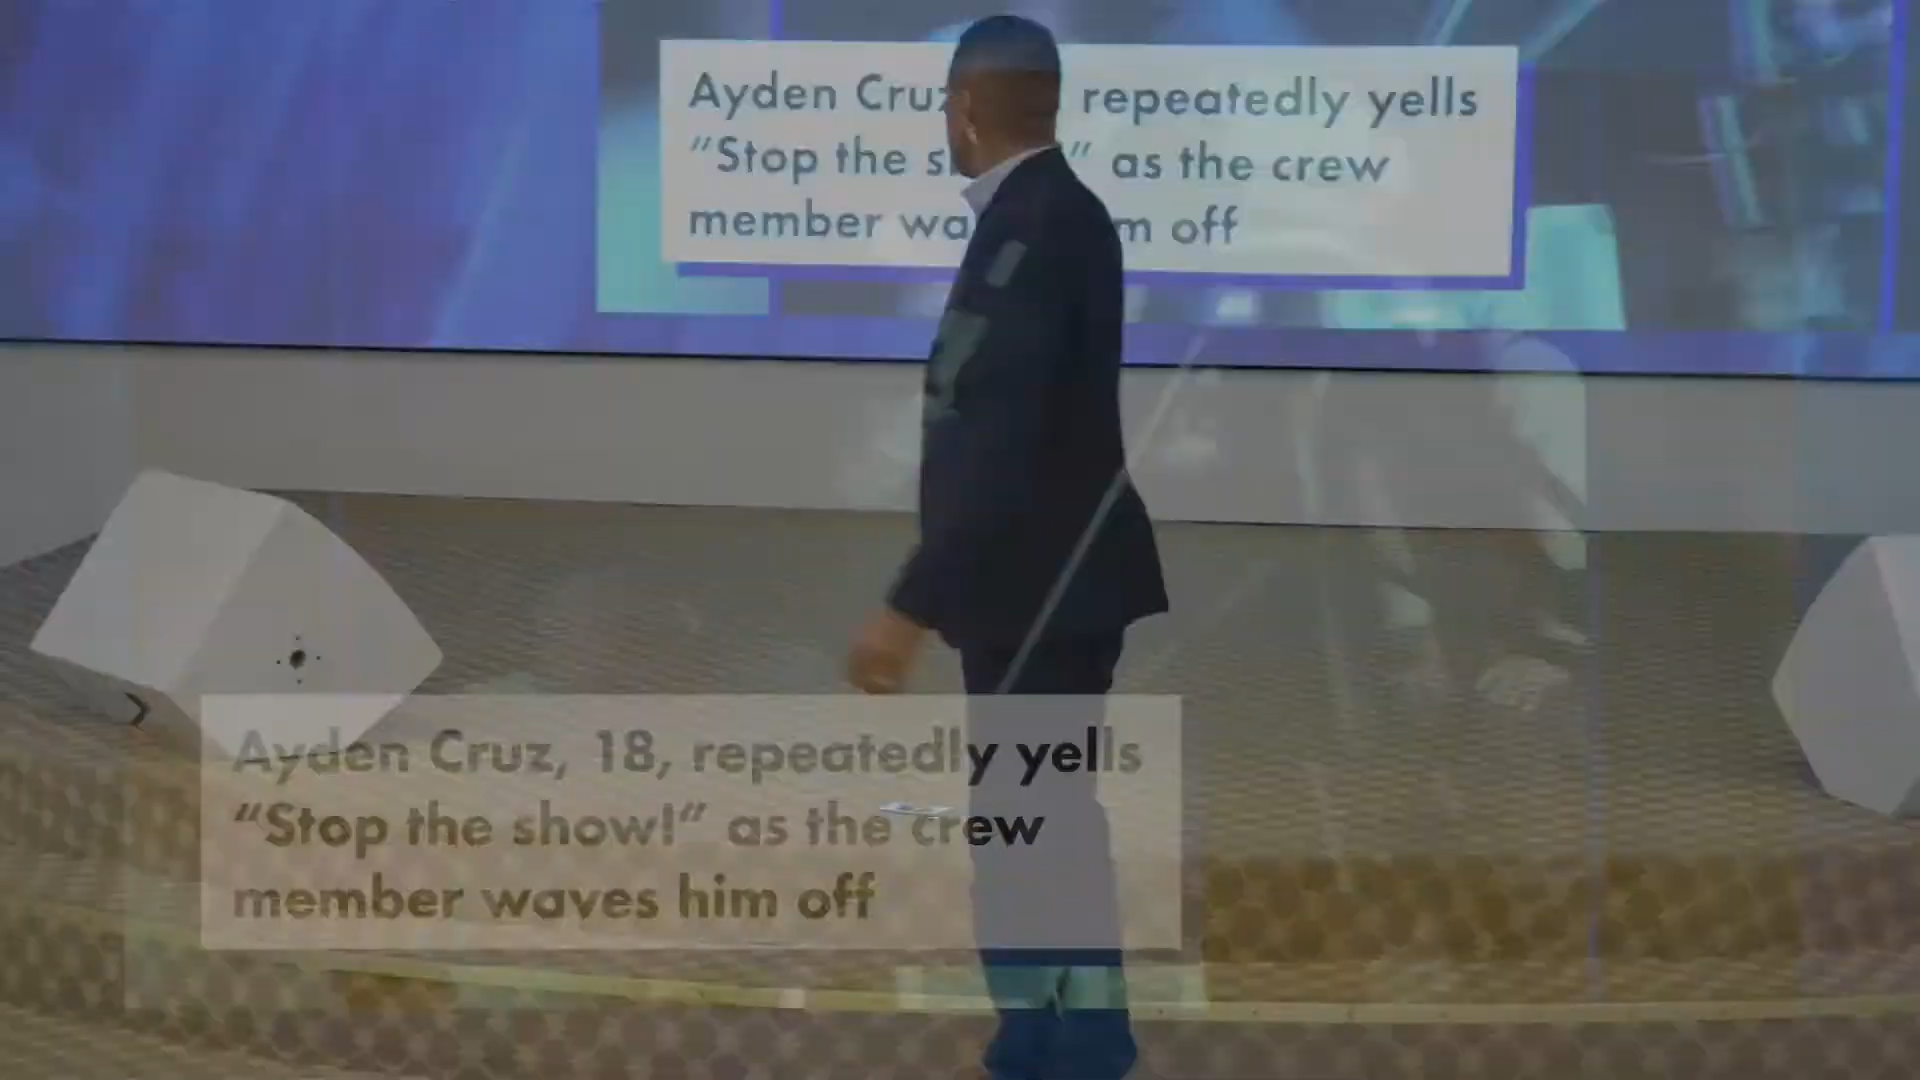 Ayden Cruz repeatedly yells
“Stop the ” as the crew
member off
Ayden Cruz, 18, repeatedly yells
“Stop the show!“ as the crew
member waves him off